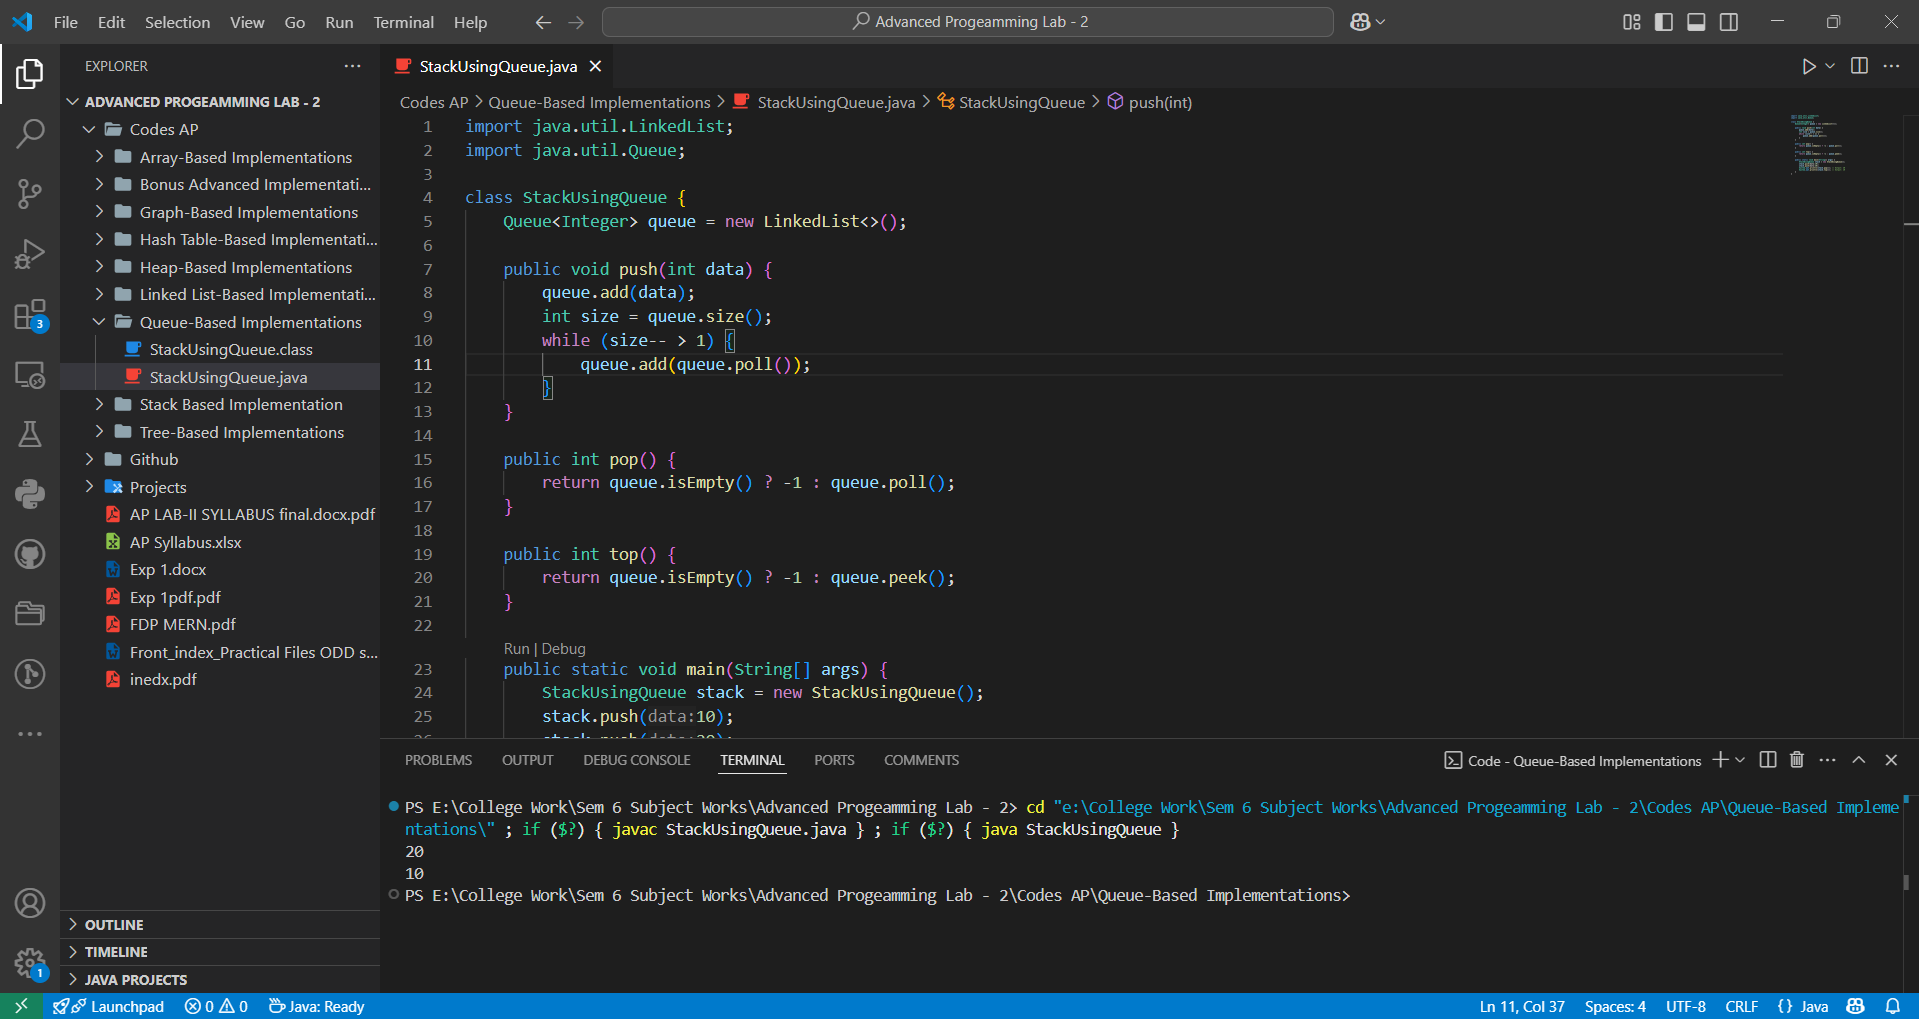 File Edit Selection View Go Run Terminal Help
Advanced Progeamming Lab - 2
EXPLORER
ADVANCED PROGEAMMING LAB - 2
Codes AP
Array-Based Implementations
Bonus Advanced Implementati...
Graph-Based Implementations
Hash Table-Based Implementati...
Heap-Based Implementations
Linked List-Based Implementati...
Queue-Based Implementations
StackUsingQueue.class
StackUsingQueue.java
Stack Based Implementation
Tree-Based Implementations
Github
Projects
AP LAB-II SYLLABUS final.docx.pdf
AP Syllabus.xlsx
Exp 1.docx
Exp 1pdf.pdf
FDP MERN.pdf
Front_index_Practical Files ODD s...
inedx.pdf
OUTLINE
TIMELINE
JAVA PROJECTS
3
1
StackUsingQueue.java
Codes AP > Queue-Based Implementations > StackUsingQueue.java > StackUsingQueue > push(int)
1 import java.util.LinkedList;
2 import java.util.Queue;
3
4 class StackUsingQueue {
5 Queue<Integer> queue = new LinkedList<>();
6
7 public void push(int data) {
8 queue.add(data);
9 int size = queue.size();
10 while (size-- > 1) {
11 queue.add(queue.poll());
12 }
13 }
14
15 public int pop() {
16 return queue.isEmpty() ? -1 : queue.poll();
17 }
18
19 public int top() {
20 return queue.isEmpty() ? -1 : queue.peek();
21 }
22
Run | Debug
23 public static void main(String[] args) {
24 StackUsingQueue stack = new StackUsingQueue();
25 stack.push(data:10);
26 stack.push(data:20);
PROBLEMS OUTPUT DEBUG CONSOLE TERMINAL PORTS COMMENTS
Code - Queue-Based Implementations
PS E:\College Work\Sem 6 Subject Works\Advanced Progeamming Lab - 2> cd "e:\College Work\Sem 6 Subject Works\Advanced Progeamming Lab - 2\Codes AP\Queue-Based Impleme
ntations\" ; if ($?) { javac StackUsingQueue.java } ; if ($?) { java StackUsingQueue }
20
10
PS E:\College Work\Sem 6 Subject Works\Advanced Progeamming Lab - 2\Codes AP\Queue-Based Implementations>
Launchpad 0 0 Java: Ready
Ln 11, Col 37 Spaces: 4 UTF-8 CRLF {} Java